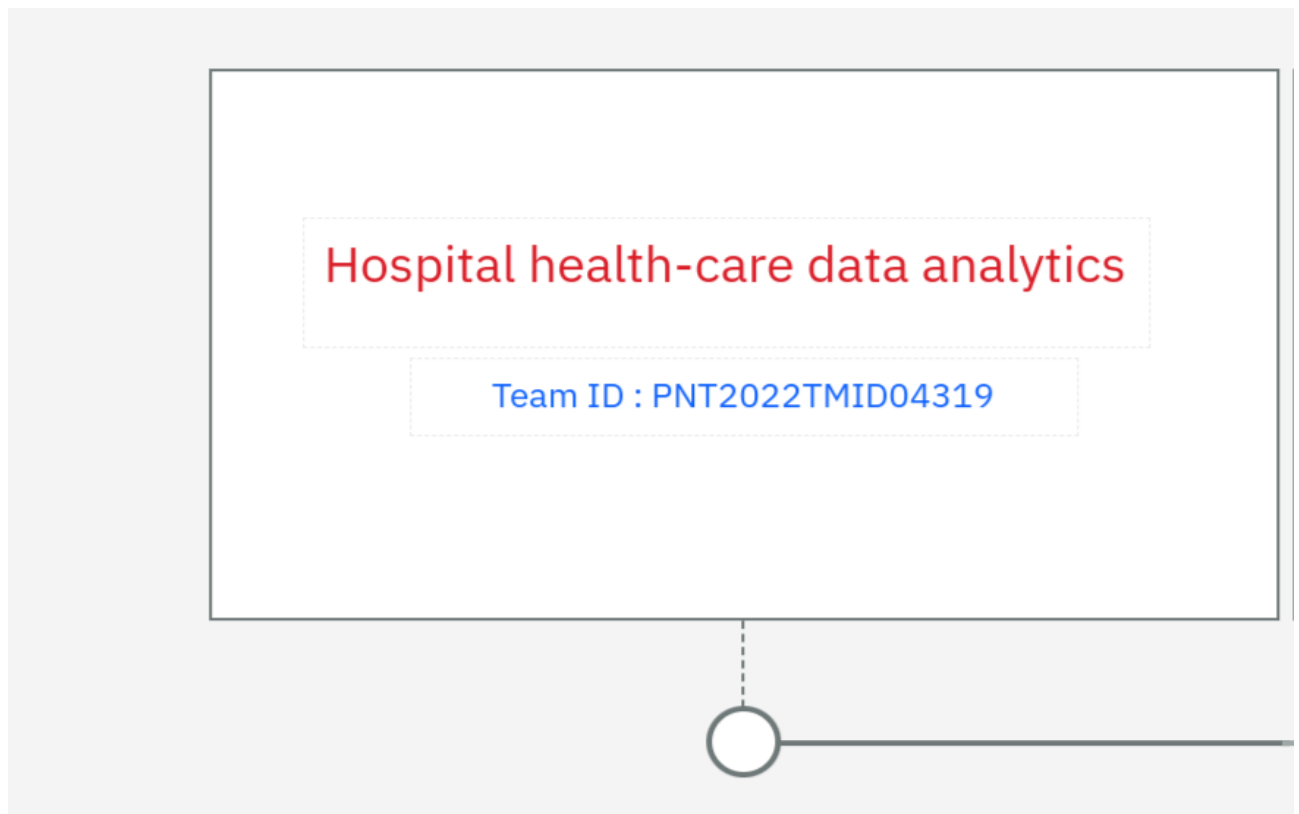 Hospital health-care data analytics
Team ID : PNT2022TMID04319